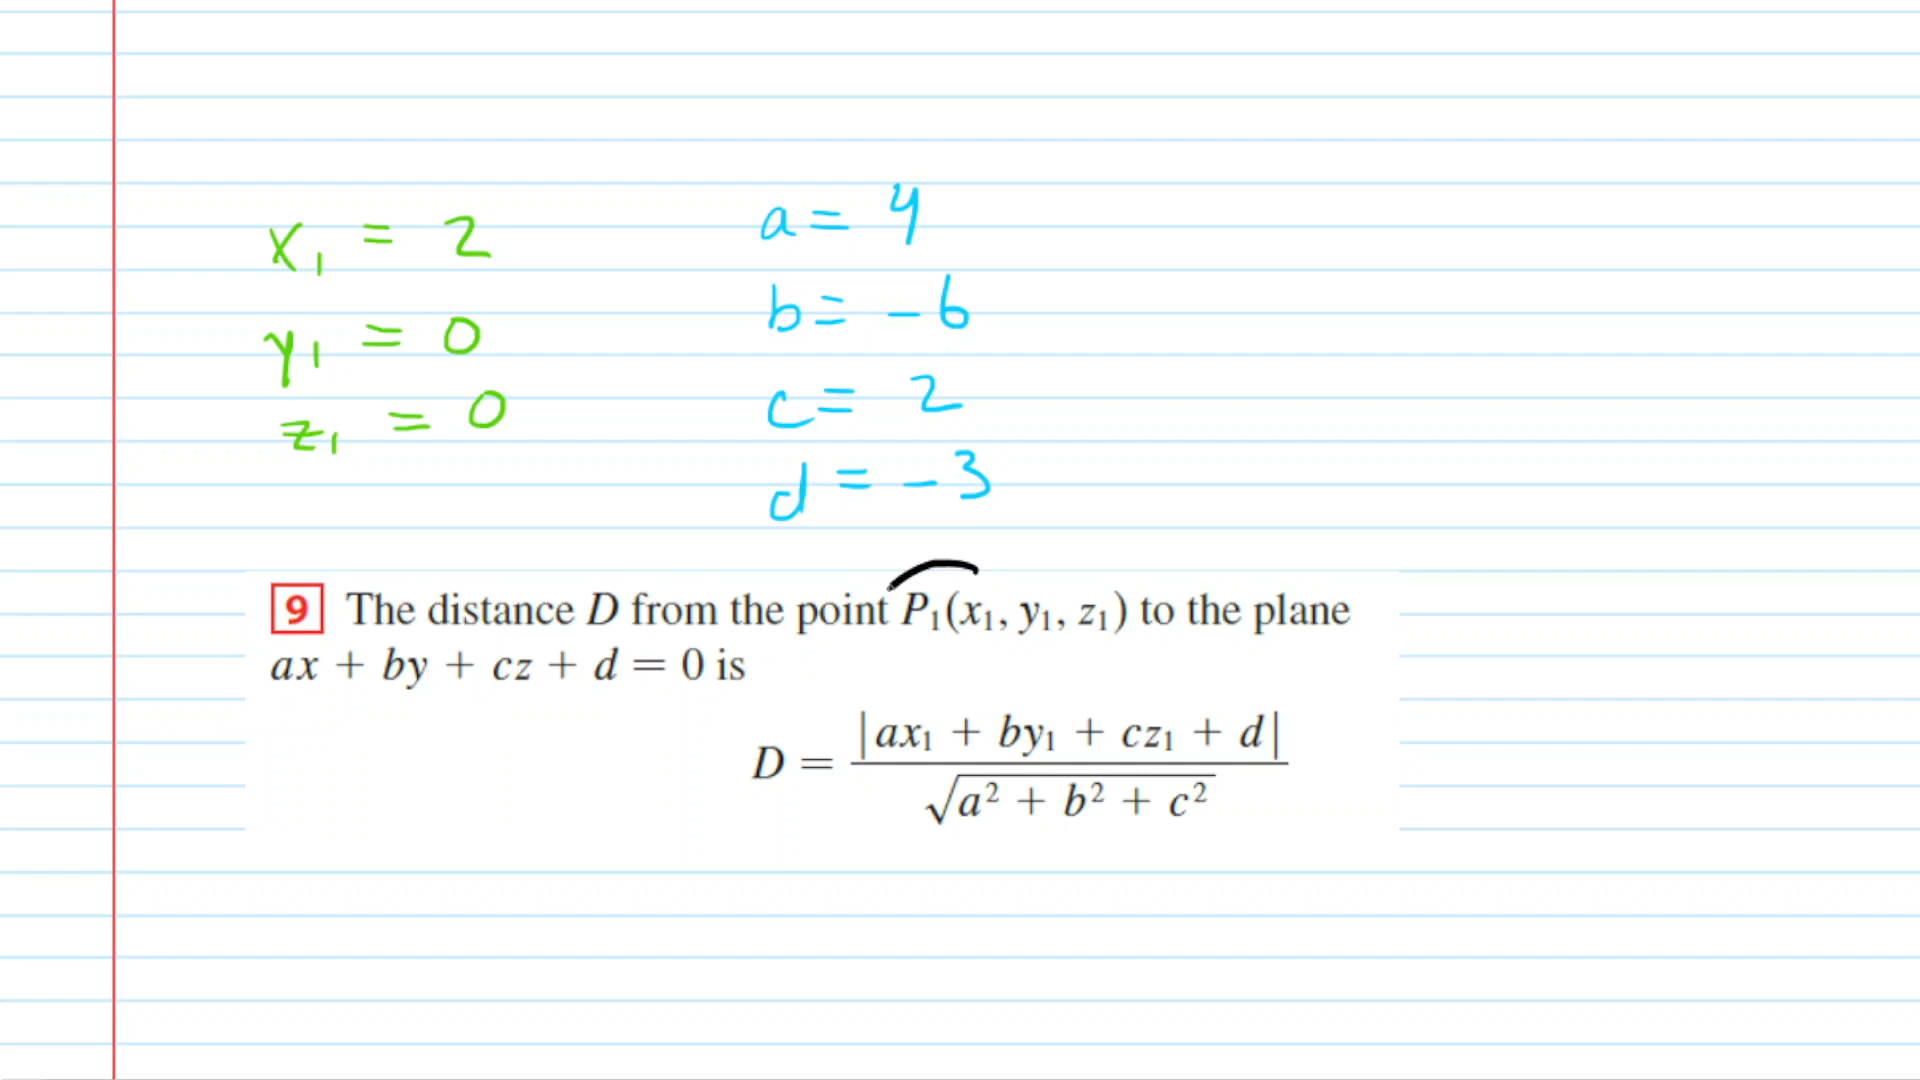 x₁ = 2
y₁ = 0
z₁ = 0
a = 4
b = -6
c = 2
d = -3
9 The distance D from the point P₁(x₁, y₁, z₁) to the plane
ax + by + cz + d = 0 is
D = |ax₁ + by₁ + cz₁ + d| / √(a² + b² + c²)